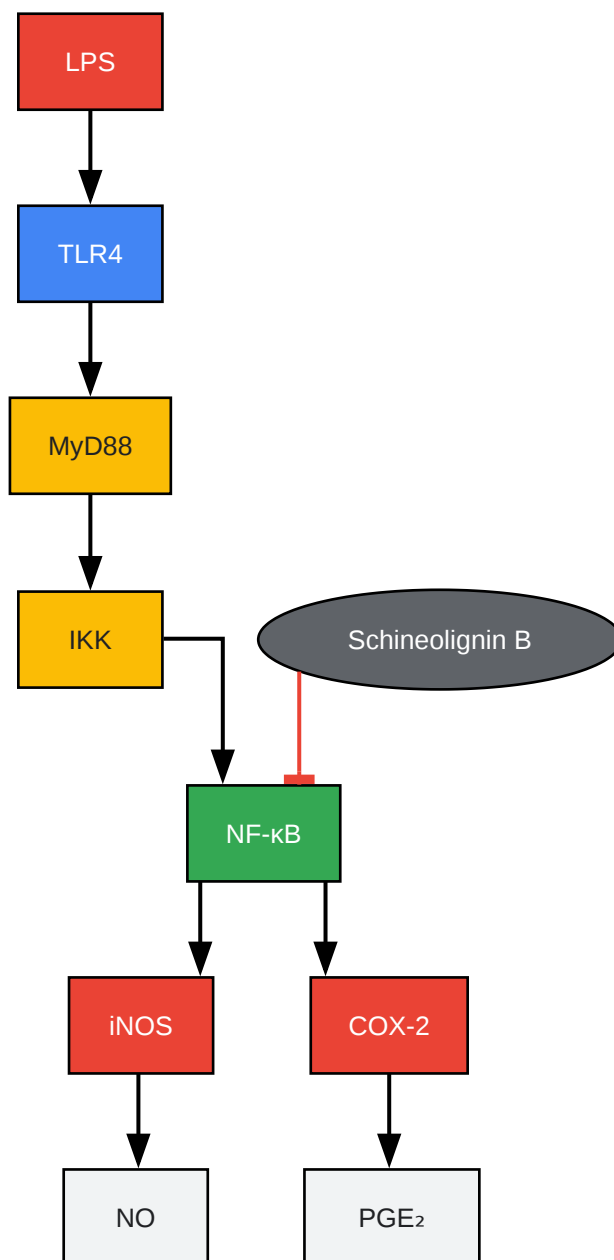 LPS
TLR4
MyD88
IKK
Schineolignin B
NF-κB
iNOS
COX-2
NO
PGE₂